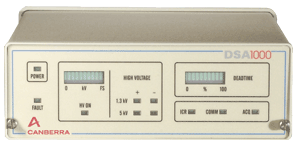 DSA1000
POWER
HIGH VOLTAGE
DEADTIME
0 kV FS
0 % 100
+ -
1.3 kV
HV ON
5 kV
FAULT
ICR COMM ACQ
CANBERRA